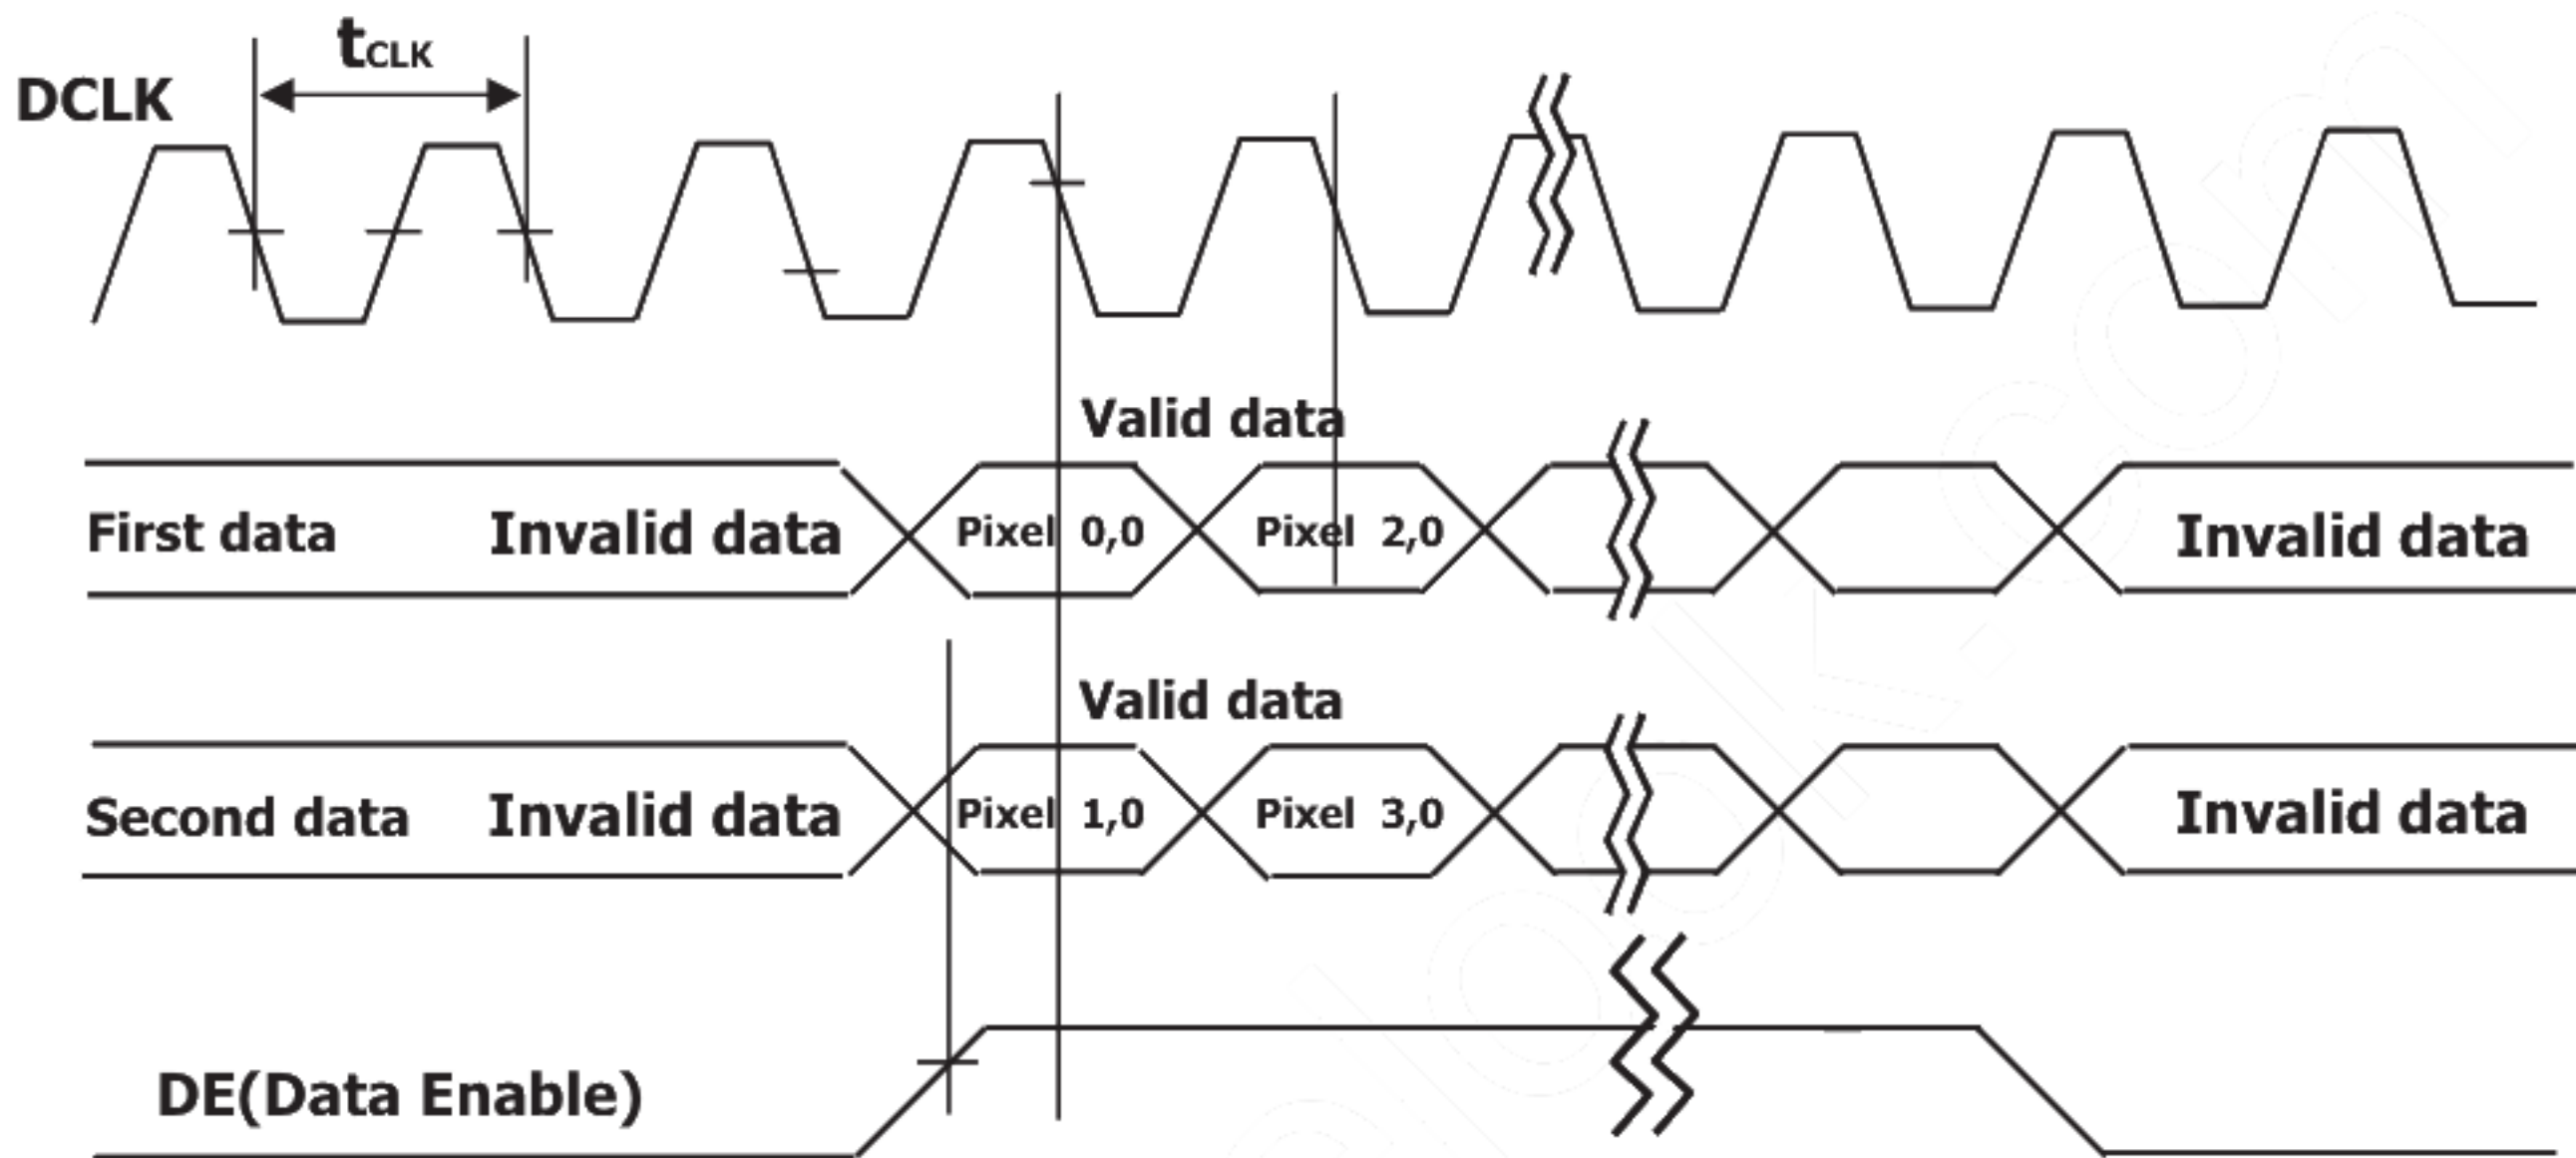 tCLK
DCLK
Valid data
First data Invalid data Pixel 0,0 Pixel 2,0 Invalid data
Valid data
Second data Invalid data Pixel 1,0 Pixel 3,0 Invalid data
DE(Data Enable)